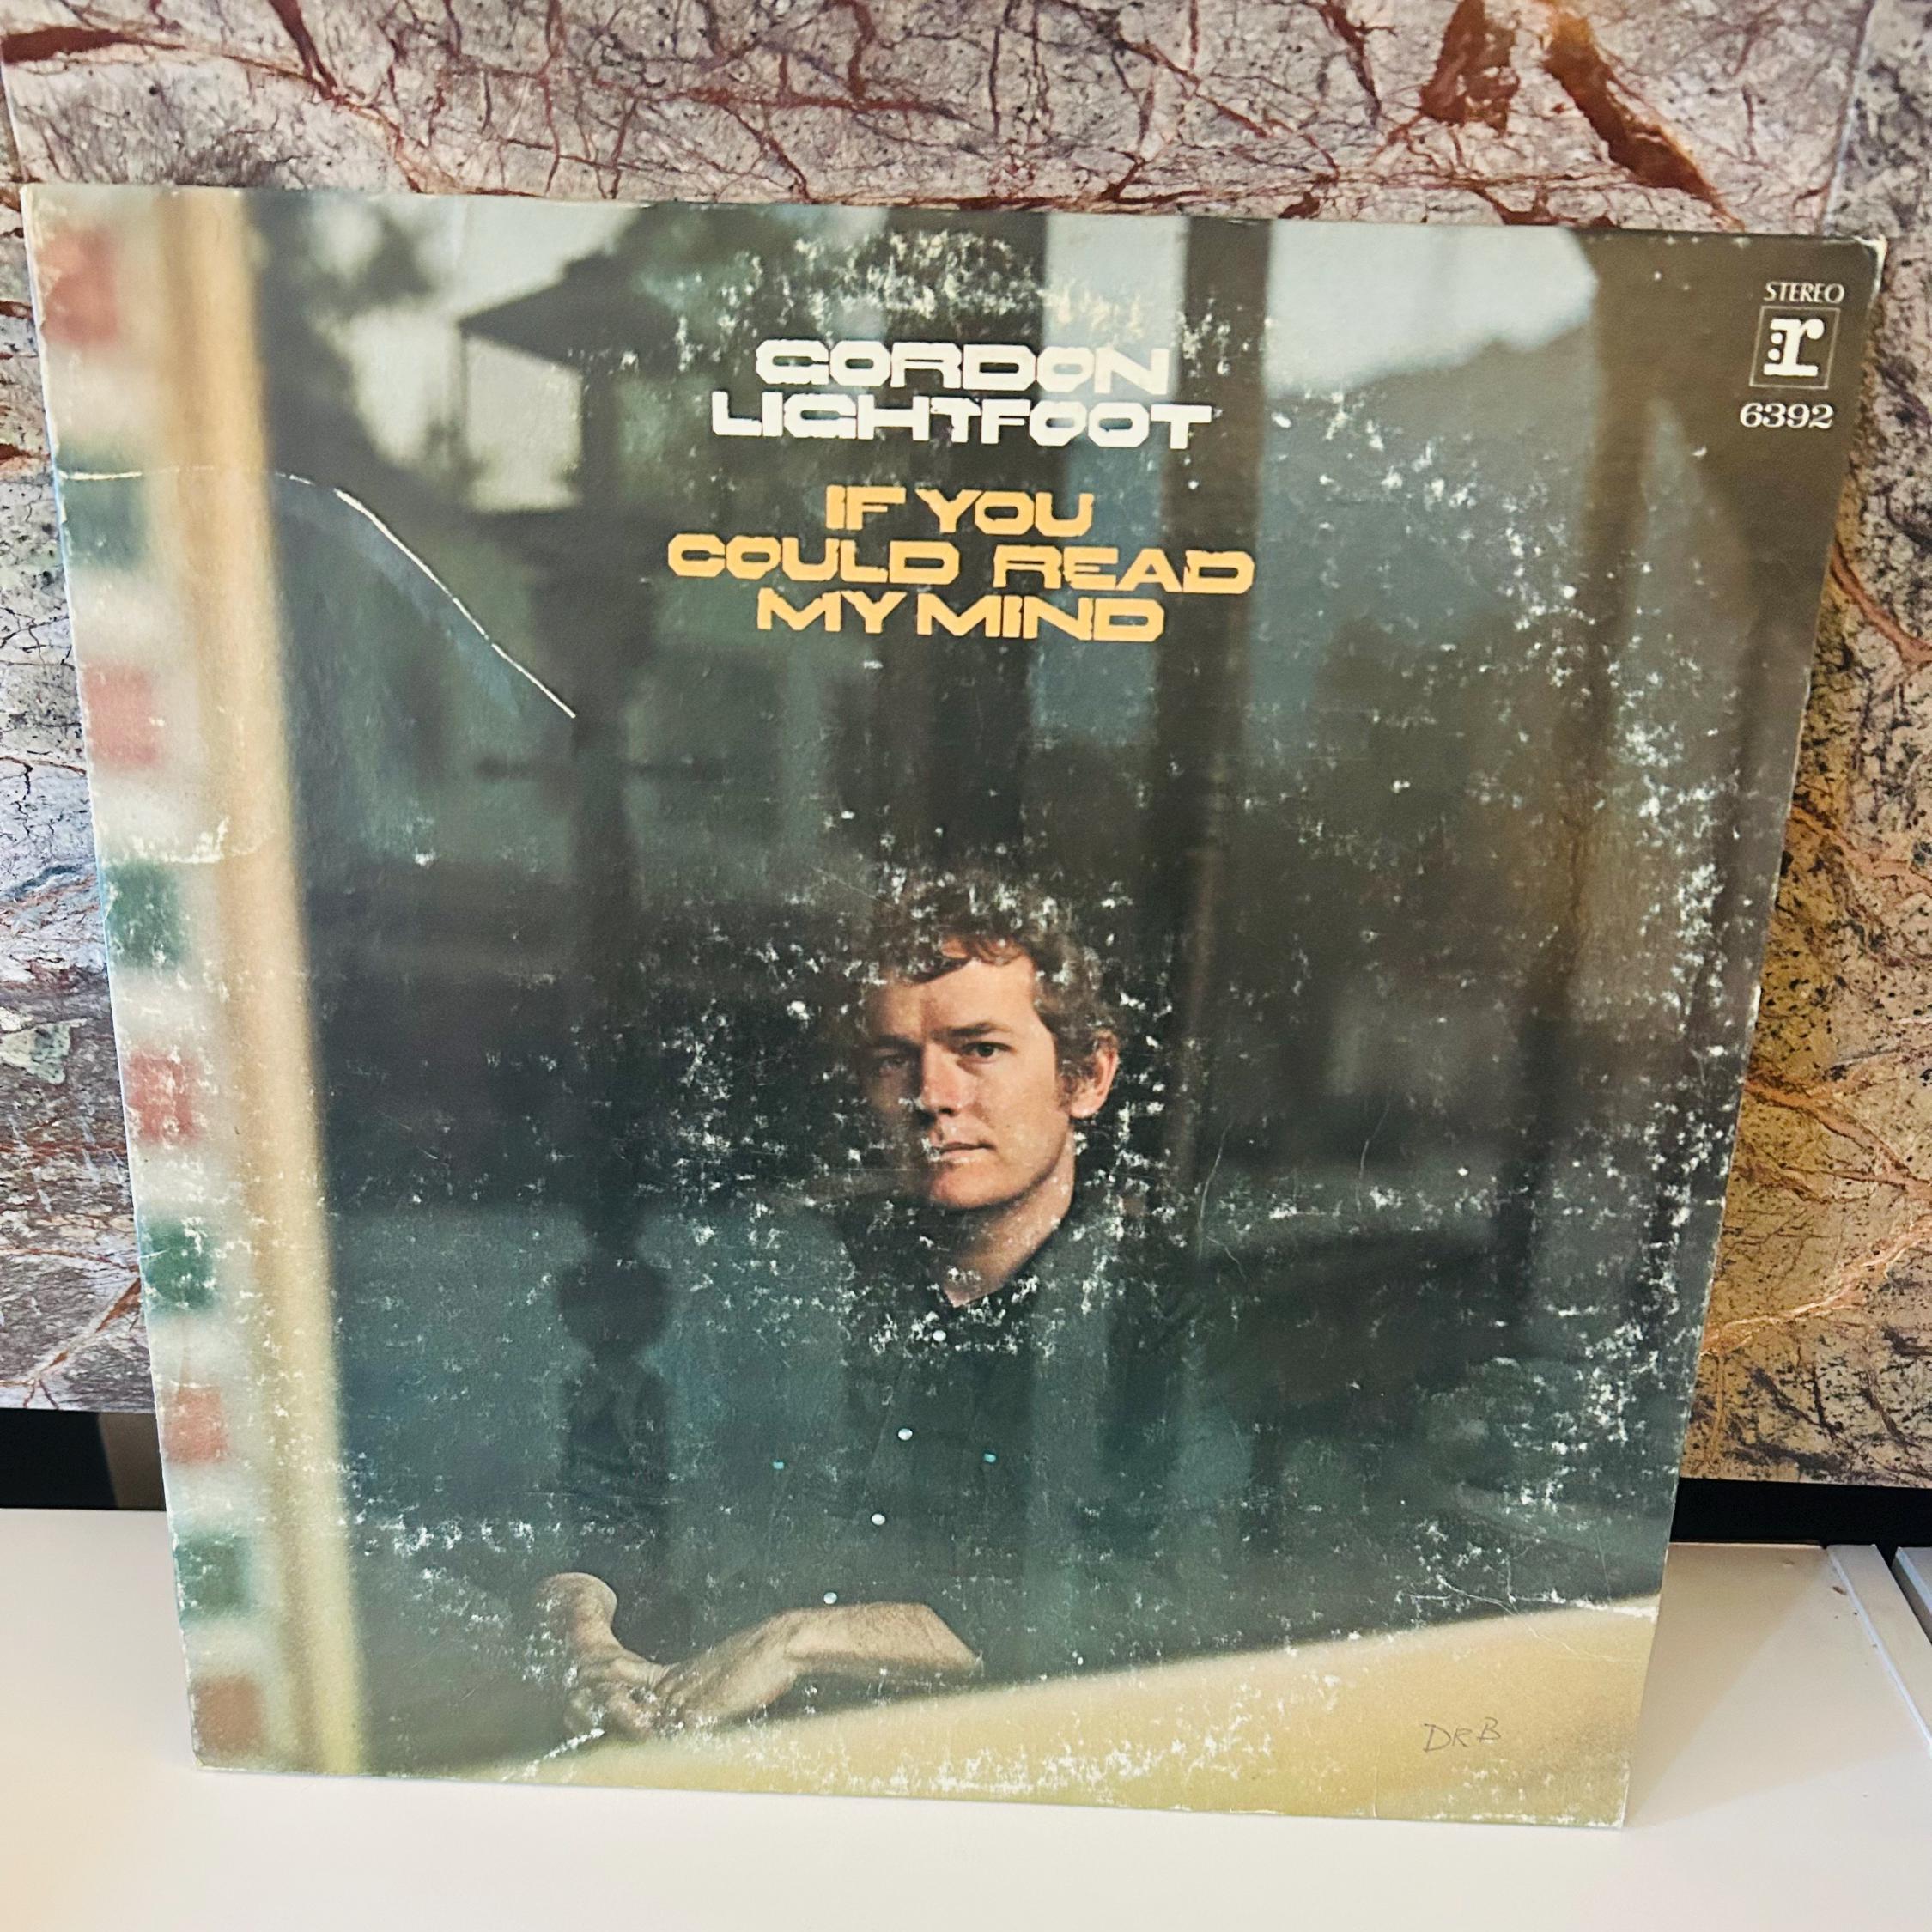 GORDON
LIGHTFOOT
IF YOU
COULD READ
MY MIND
STEREO
:r
6392
DRB